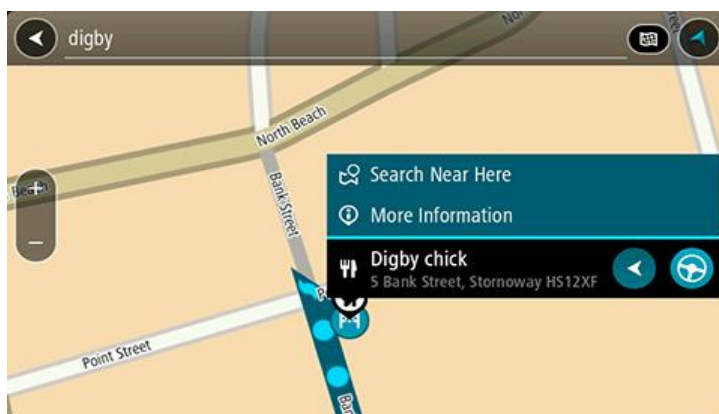 digby
North Beach
Bank Street
Search Near Here
More Information
Digby chick
5 Bank Street, Stornoway HS12XF
Point Street